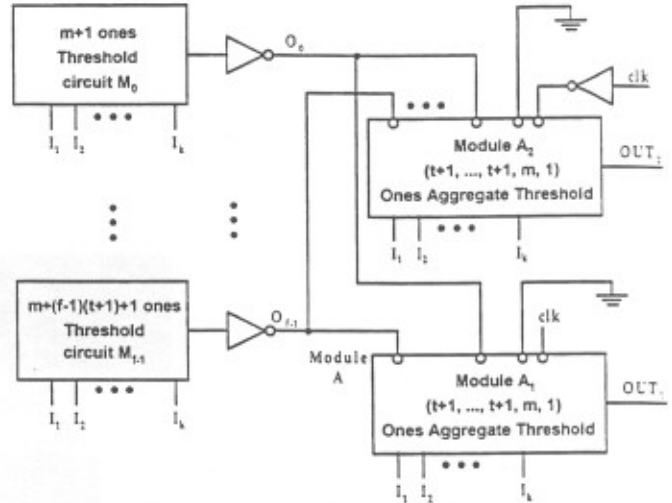 m+1 ones
Threshold
circuit M₀
I₁ I₂ Iₖ
O₀
clk
Module A₂
(t+1, ..., t+1, m, 1)
Ones Aggregate Threshold
OUT₂
I₁ I₂ Iₖ
m+(f-1)(t+1)+1 ones
Threshold
circuit M_f-1
I₁ I₂ Iₖ
O_f-1
Module
A
clk
Module A₁
(t+1, ..., t+1, m, 1)
Ones Aggregate Threshold
OUT₁
I₁ I₂ Iₖ